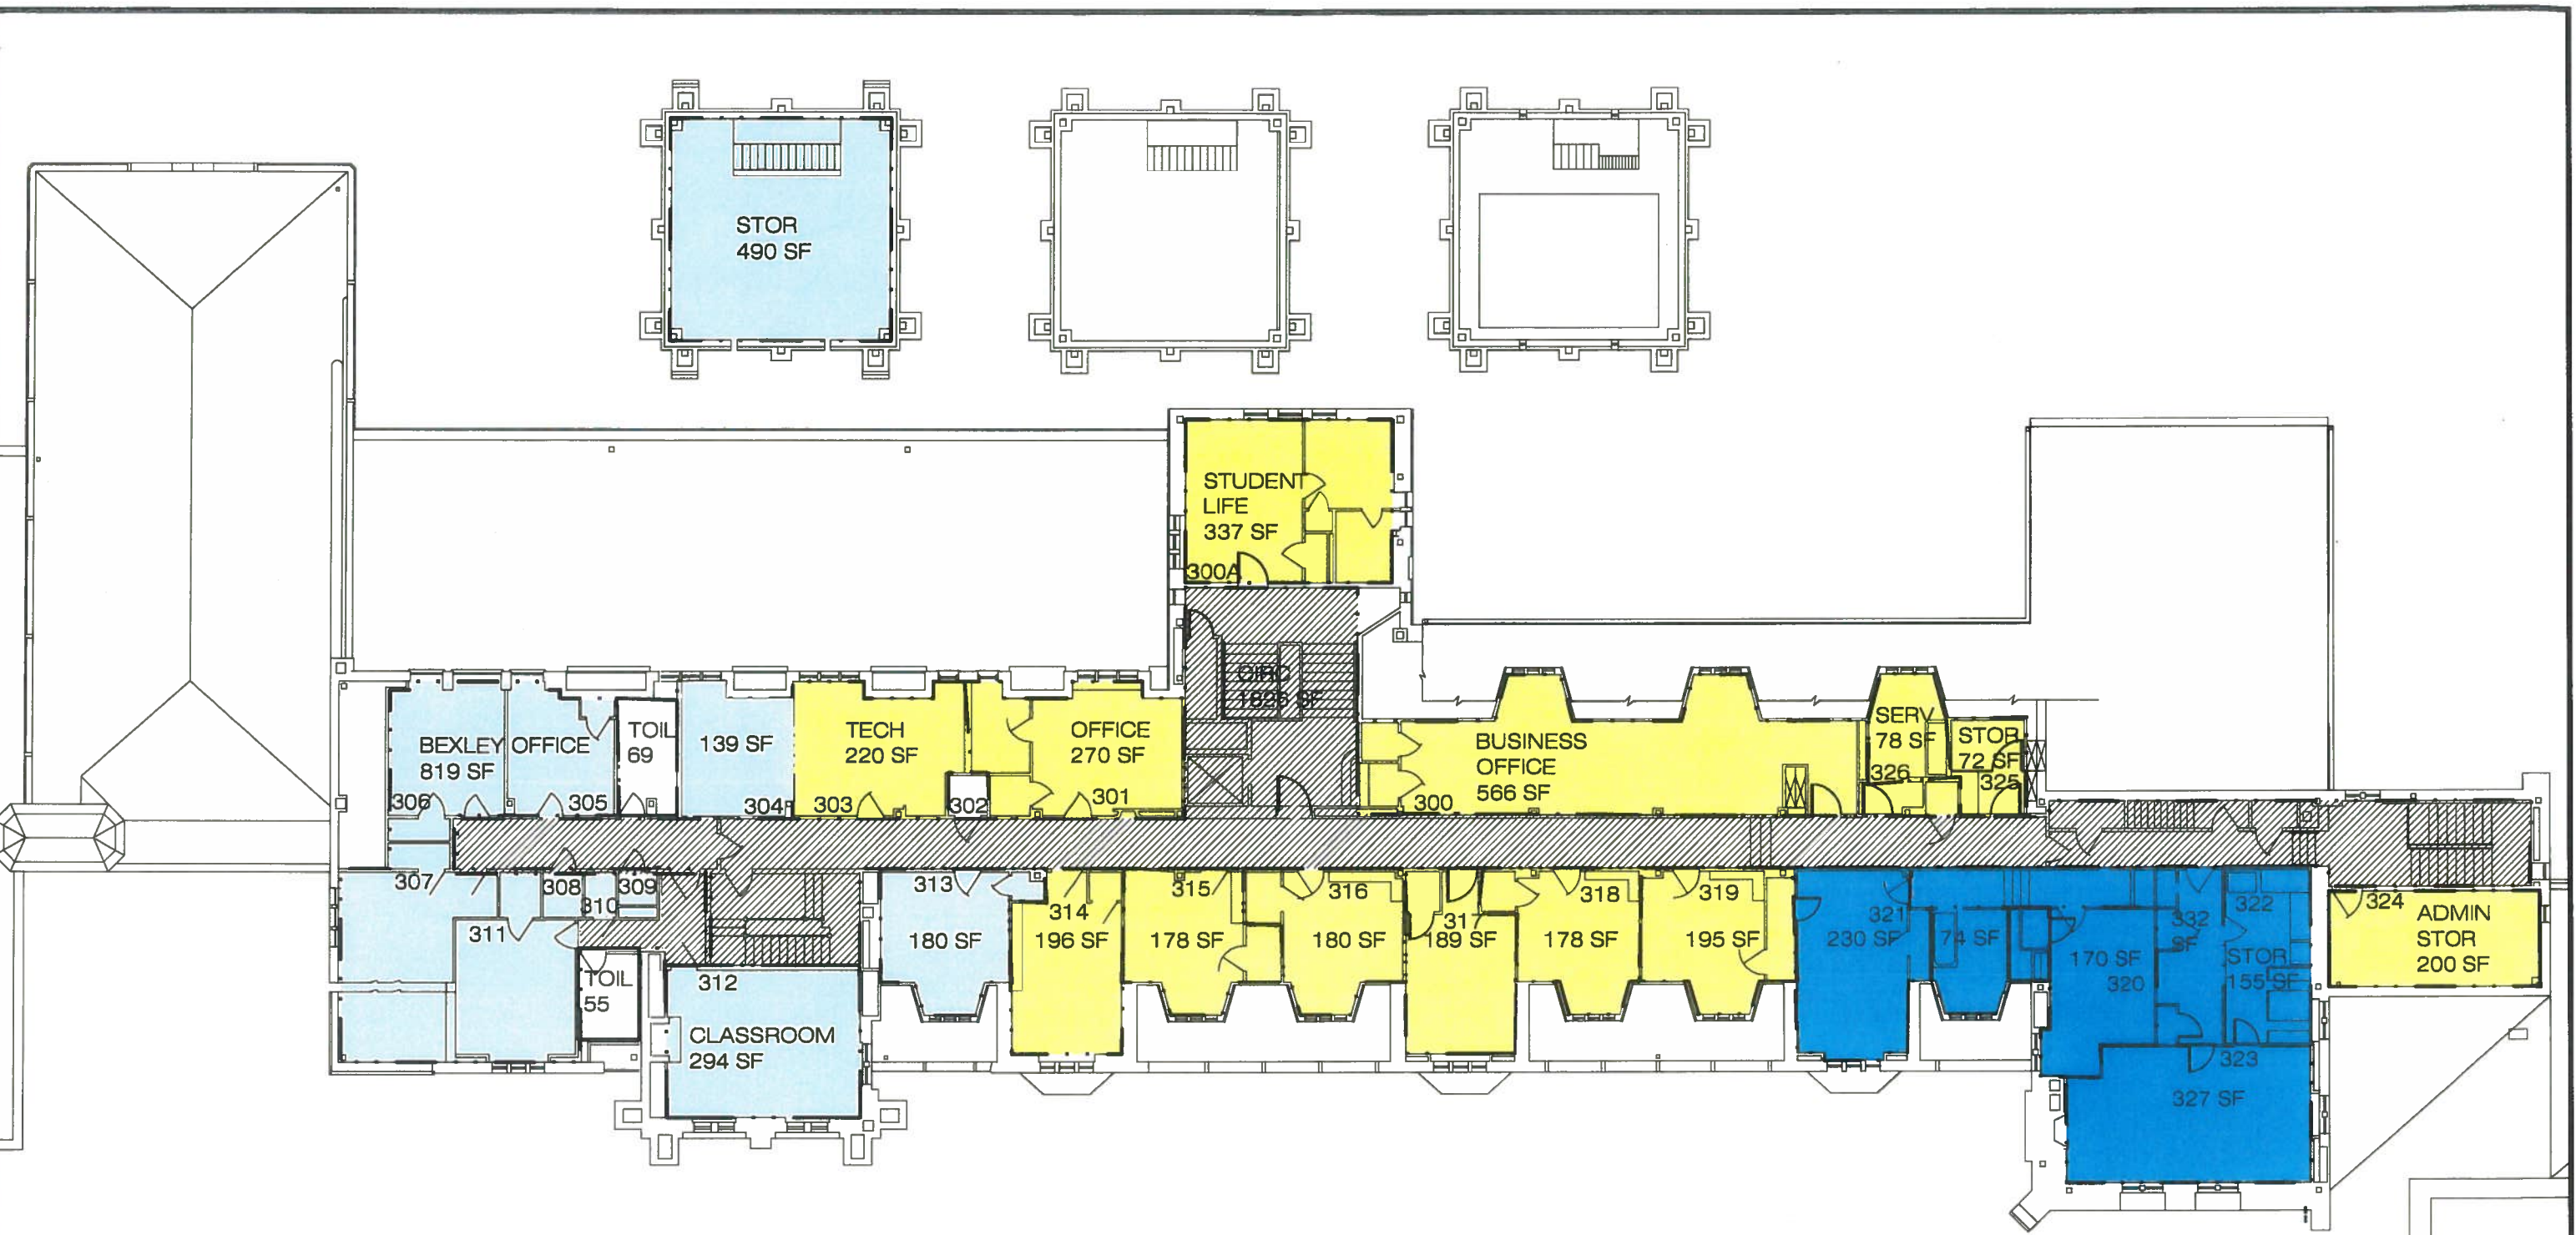 STOR
490 SF
STUDENT
LIFE
337 SF
300A
CIRC
1826 SF
BEXLEY OFFICE
819 SF
306
305
TOIL
69
139 SF
304
TECH
220 SF
303
302
OFFICE
270 SF
301
BUSINESS
OFFICE
566 SF
300
SERV
78 SF
326
STOR
72 SF
325
307
308
309
310
311
TOIL
55
312
CLASSROOM
294 SF
313
180 SF
314
196 SF
315
178 SF
316
180 SF
317
189 SF
318
178 SF
319
195 SF
321
230 SF
74 SF
170 SF
320
332
SF
322
STOR
155 SF
323
327 SF
324
ADMIN
STOR
200 SF